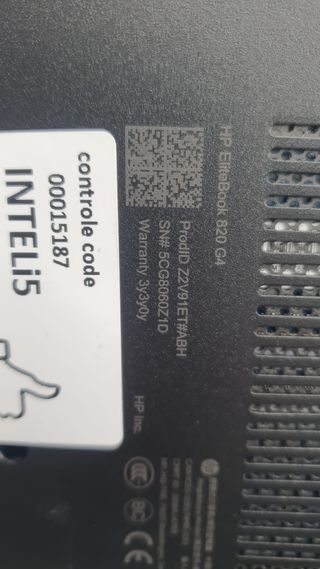 HP EliteBook 820 G4
ProdID Z2V91ET#ABH
SN# 5CG8060Z1D
Warranty 3y3y0y
HP Inc.
controle code
00015187
INTELi5